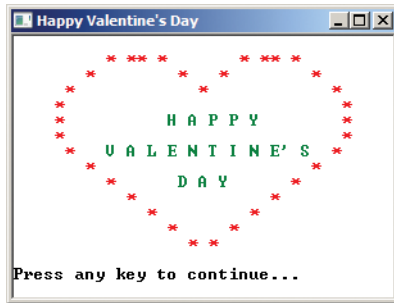 Happy Valentine's Day
* ** * * ** *
* * * *
* * *
* *
* H A P P Y *
* *
* V A L E N T I N E' S *
* *
* D A Y *
* *
* *
* *
* *
Press any key to continue...